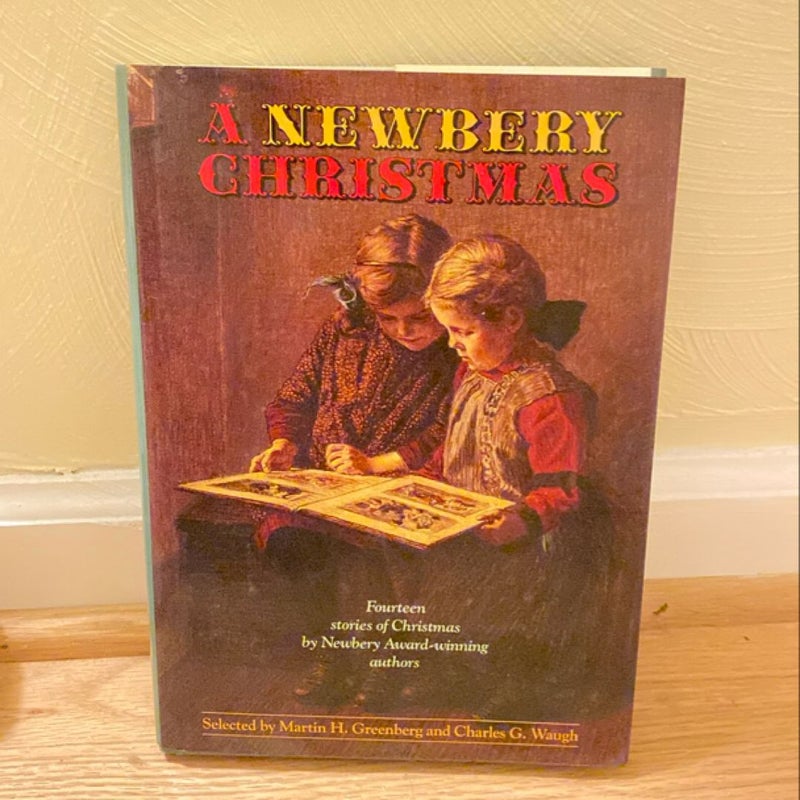 A NEWBERY
CHRISTMAS
Fourteen
stories of Christmas
by Newbery Award-winning
authors
Selected by Martin H. Greenberg and Charles G. Waugh